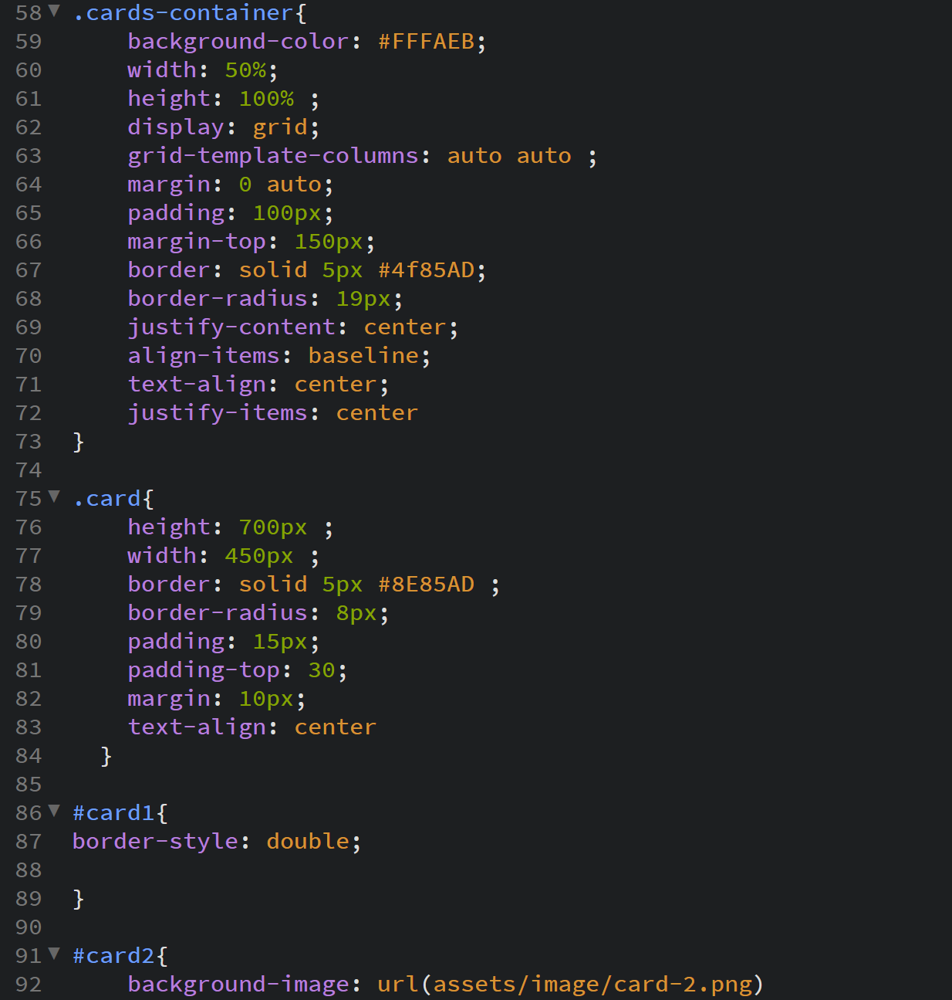 58 .cards-container{
59 background-color: #FFFAEB;
60 width: 50%;
61 height: 100% ;
62 display: grid;
63 grid-template-columns: auto auto ;
64 margin: 0 auto;
65 padding: 100px;
66 margin-top: 150px;
67 border: solid 5px #4f85AD;
68 border-radius: 19px;
69 justify-content: center;
70 align-items: baseline;
71 text-align: center;
72 justify-items: center
73 }
74
75 .card{
76 height: 700px ;
77 width: 450px ;
78 border: solid 5px #8E85AD ;
79 border-radius: 8px;
80 padding: 15px;
81 padding-top: 30;
82 margin: 10px;
83 text-align: center
84 }
85
86 #card1{
87 border-style: double;
88
89 }
90
91 #card2{
92 background-image: url(assets/image/card-2.png)